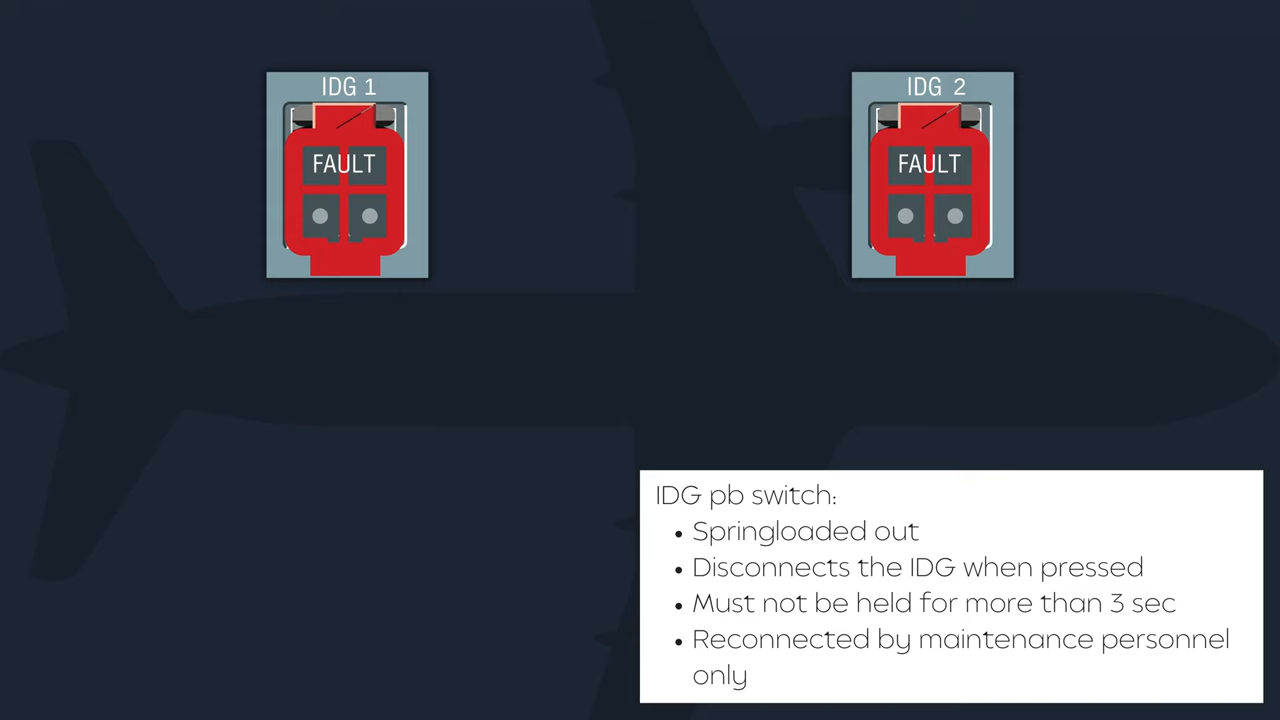 IDG 1
FAULT
IDG 2
FAULT
IDG pb switch:
• Springloaded out
• Disconnects the IDG when pressed
• Must not be held for more than 3 sec
• Reconnected by maintenance personnel
only